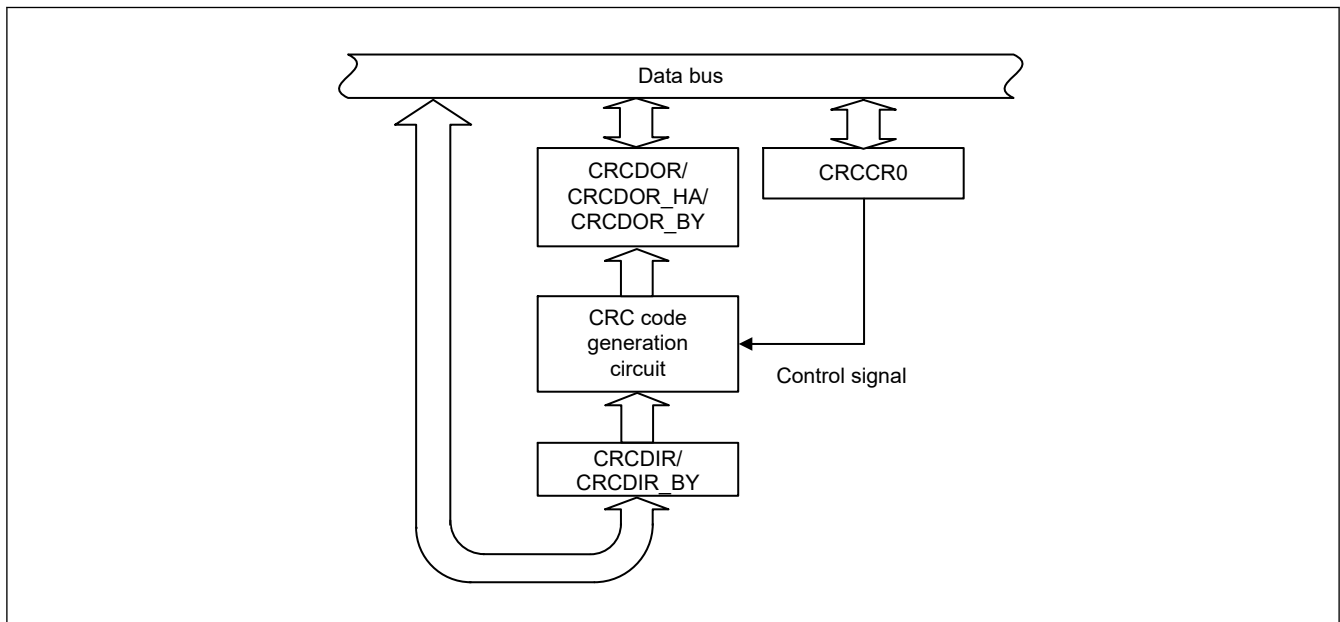 Data bus
CRCDOR/
CRCDOR_HA/
CRCDOR_BY
CRCCR0
CRC code
generation
circuit
Control signal
CRCDIR/
CRCDIR_BY